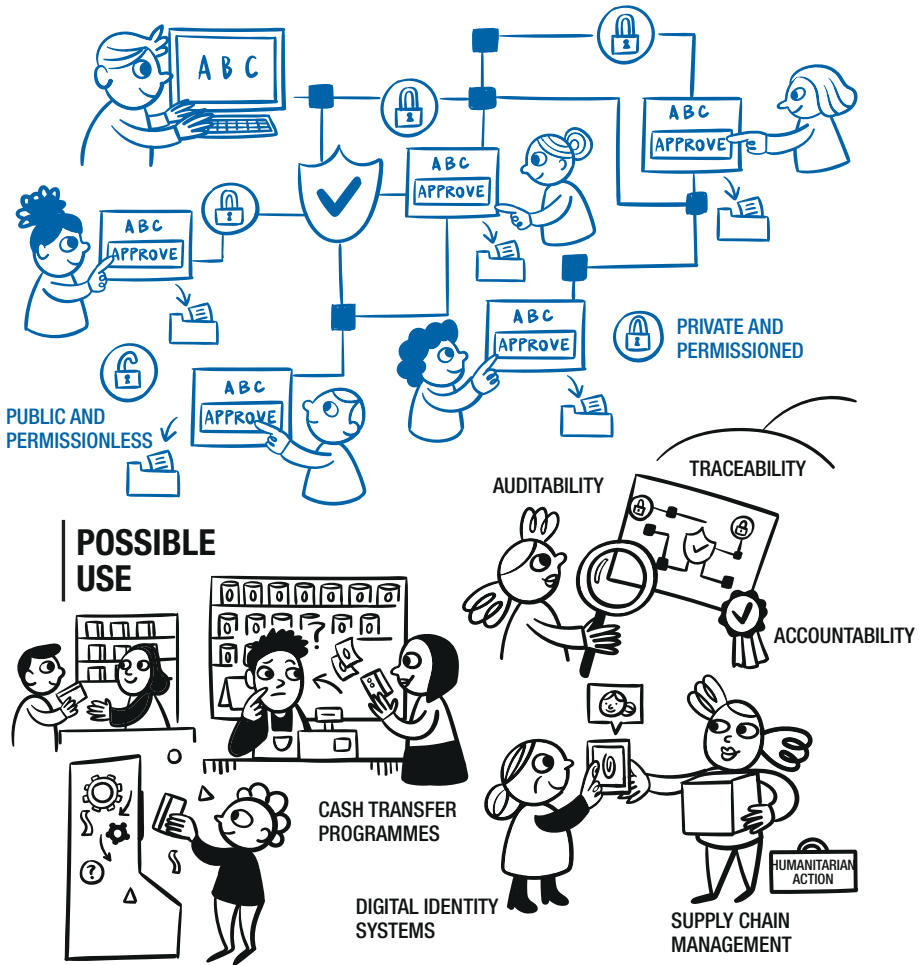 A B C
ABC
APPROVE
ABC
APPROVE
ABC
APPROVE
ABC
APPROVE
PRIVATE AND
PERMISSIONED
ABC
APPROVE
PUBLIC AND
PERMISSIONLESS
TRACEABILITY
AUDITABILITY
POSSIBLE
USE
?
ACCOUNTABILITY
CASH TRANSFER
PROGRAMMES
?
HUMANITARIAN
ACTION
DIGITAL IDENTITY
SYSTEMS
SUPPLY CHAIN
MANAGEMENT